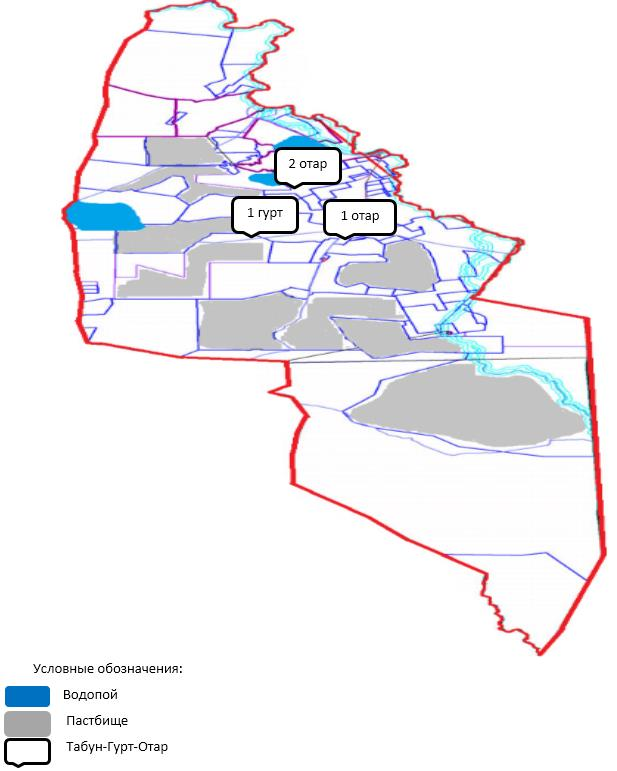 2 отар
1 гурт
1 отар
Условные обозначения:
Водопой
Пастбище
Табун-Гурт-Отар